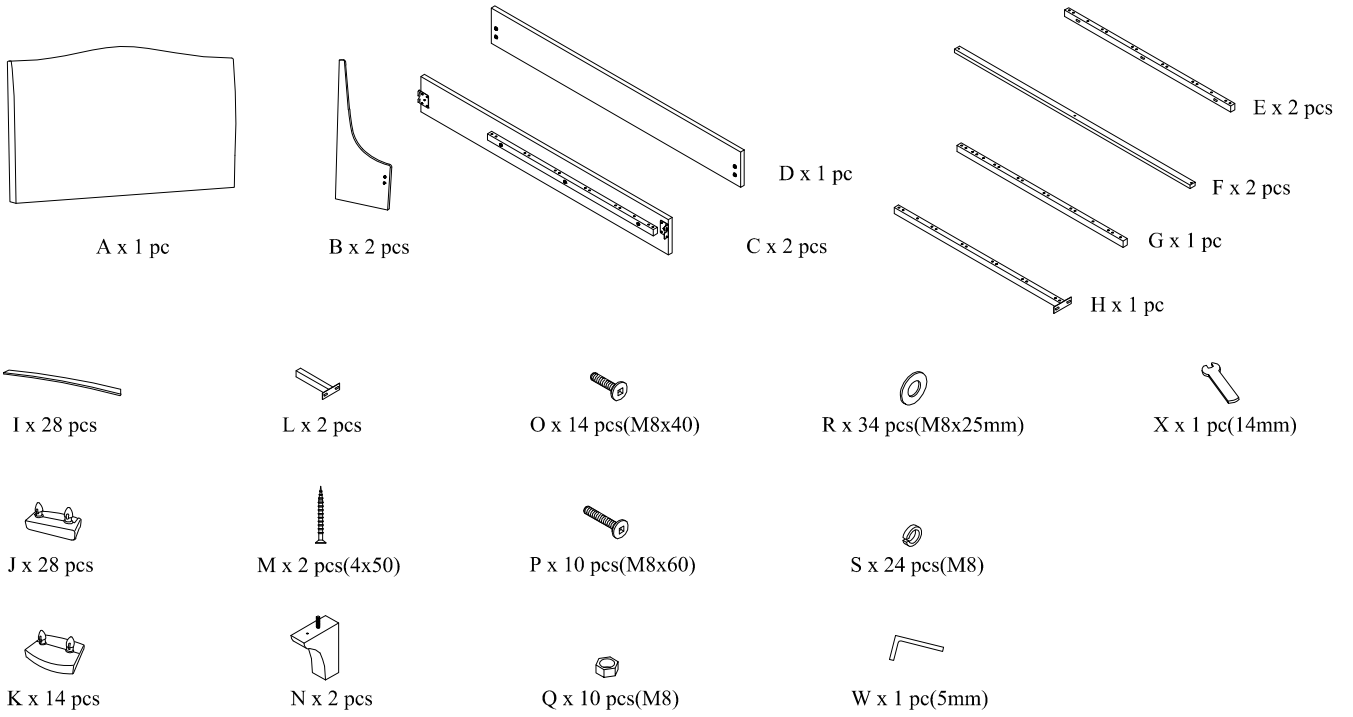 E x 2 pcs
D x 1 pc
F x 2 pcs
A x 1 pc
B x 2 pcs
C x 2 pcs
G x 1 pc
H x 1 pc
I x 28 pcs
L x 2 pcs
O x 14 pcs(M8x40)
R x 34 pcs(M8x25mm)
X x 1 pc(14mm)
J x 28 pcs
M x 2 pcs(4x50)
P x 10 pcs(M8x60)
S x 24 pcs(M8)
K x 14 pcs
N x 2 pcs
Q x 10 pcs(M8)
W x 1 pc(5mm)